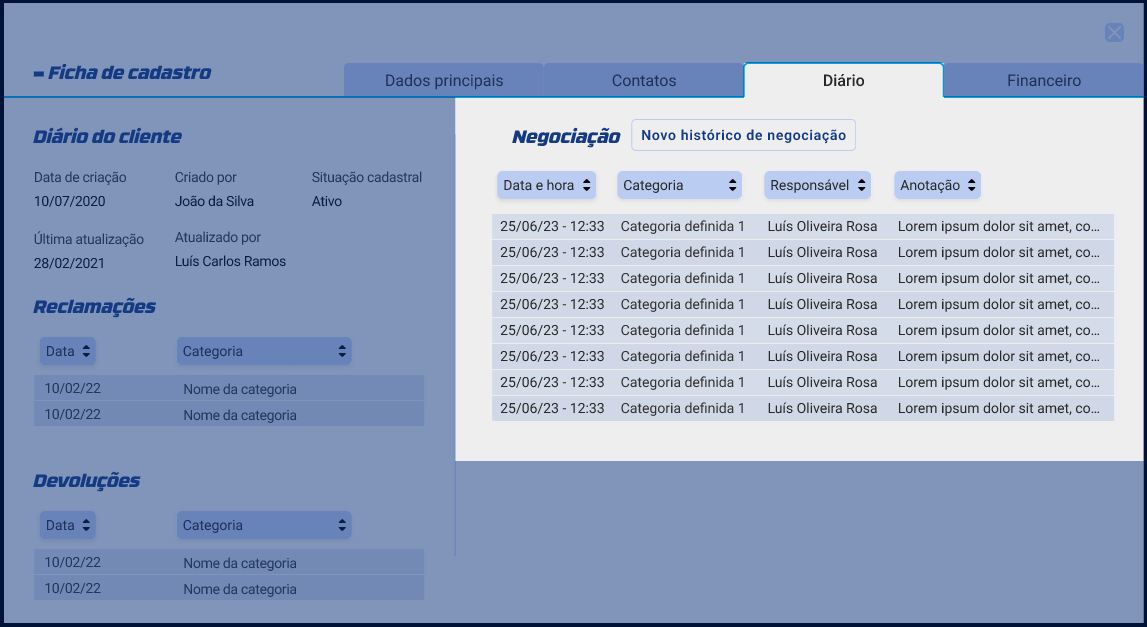 Ficha de cadastro
Dados principais Contatos Diário Financeiro
Diário do cliente
Data de criação Criado por Situação cadastral
10/07/2020 João da Silva Ativo
Última atualização Atualizado por
28/02/2021 Luís Carlos Ramos
Reclamações
Data Categoria
10/02/22 Nome da categoria
10/02/22 Nome da categoria
Devoluções
Data Categoria
10/02/22 Nome da categoria
10/02/22 Nome da categoria
Negociação Novo histórico de negociação
Data e hora Categoria Responsável Anotação
25/06/23 - 12:33 Categoria definida 1 Luís Oliveira Rosa Lorem ipsum dolor sit amet, co...
25/06/23 - 12:33 Categoria definida 1 Luís Oliveira Rosa Lorem ipsum dolor sit amet, co...
25/06/23 - 12:33 Categoria definida 1 Luís Oliveira Rosa Lorem ipsum dolor sit amet, co...
25/06/23 - 12:33 Categoria definida 1 Luís Oliveira Rosa Lorem ipsum dolor sit amet, co...
25/06/23 - 12:33 Categoria definida 1 Luís Oliveira Rosa Lorem ipsum dolor sit amet, co...
25/06/23 - 12:33 Categoria definida 1 Luís Oliveira Rosa Lorem ipsum dolor sit amet, co...
25/06/23 - 12:33 Categoria definida 1 Luís Oliveira Rosa Lorem ipsum dolor sit amet, co...
25/06/23 - 12:33 Categoria definida 1 Luís Oliveira Rosa Lorem ipsum dolor sit amet, co...